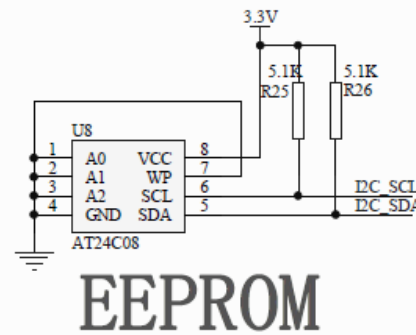 3.3V
5.1K 5.1K
R25 R26
U8
1 A0 VCC 8
2 A1 WP 7
3 A2 SCL 6 I2C_SCL
4 GND SDA 5 I2C_SDA
AT24C08
EEPROM